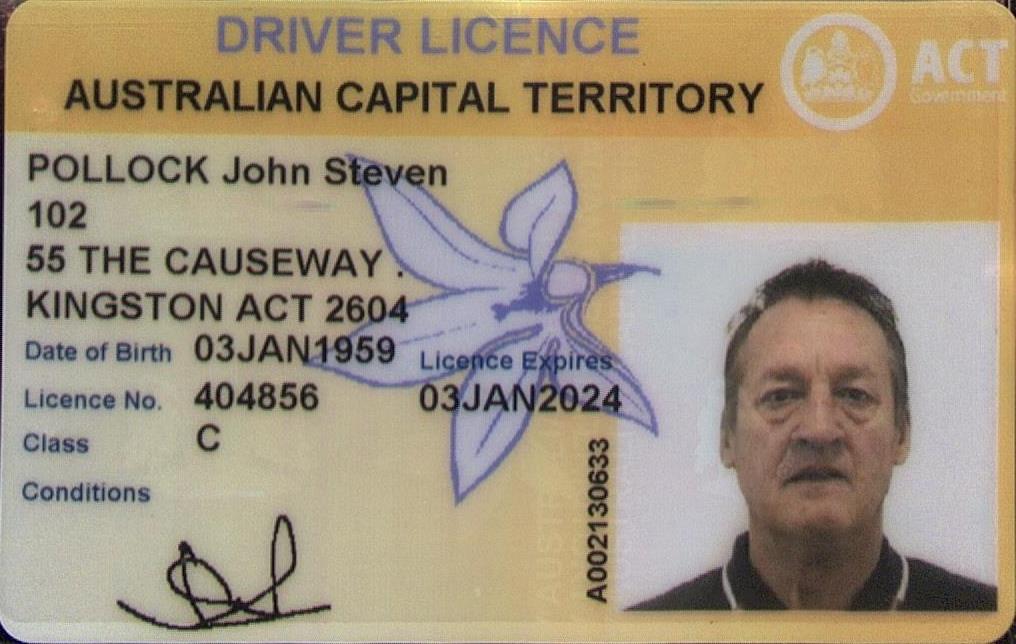 DRIVER LICENCE
AUSTRALIAN CAPITAL TERRITORY
ACT
Government
POLLOCK John Steven
102
55 THE CAUSEWAY .
KINGSTON ACT 2604
Date of Birth 03JAN1959
Licence Expires
Licence No. 404856
03JAN2024
Class C
Conditions
A002130633